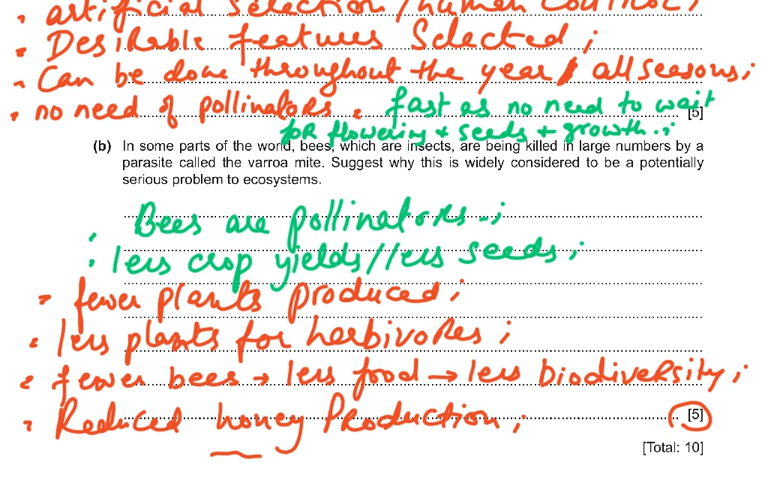 artificial selection / human control;
Desirable features Selected;
Can be done throughout the year / all seasons;
no need of pollinators. fast as no need to wait [5]
for flowering + seeds + growth.;
(b) In some parts of the world, bees, which are insects, are being killed in large numbers by a
parasite called the varroa mite. Suggest why this is widely considered to be a potentially
serious problem to ecosystems.
Bees are pollinators -;
less crop yields // less seeds;
fewer plants produced;
less plants for herbivores;
fewer bees → less food → less biodiversity;
Reduced honey Production; [5]
[Total: 10]